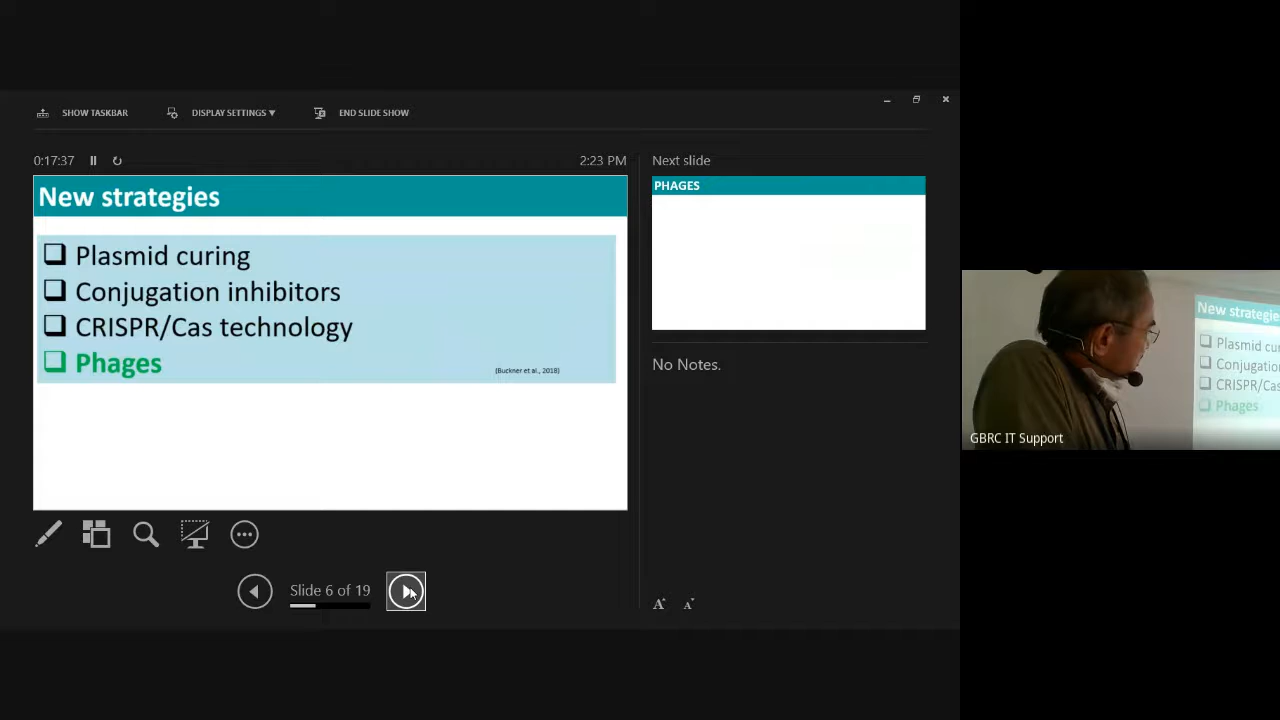 SHOW TASKBAR
DISPLAY SETTINGS ▼
END SLIDE SHOW
0:17:37
2:23 PM
New strategies
❑ Plasmid curing
❑ Conjugation inhibitors
❑ CRISPR/Cas technology
❑ Phages
(Buckner et al., 2018)
Slide 6 of 19
Next slide
PHAGES
No Notes.
A A
New strategie
❑ Plasmid cu
❑ Conjugation
❑ CRISPR/Cas
❑ Phages
GBRC IT Support